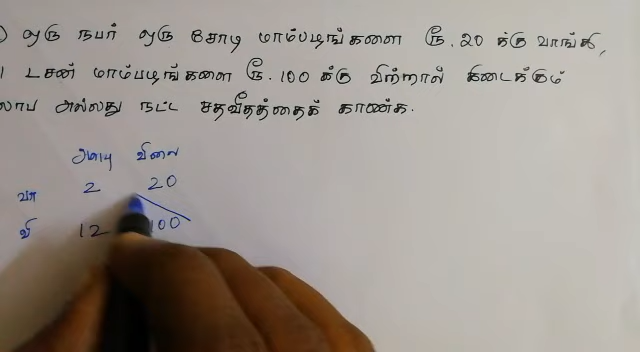 ) ஒரு நபர் ஒரு சோடி மாம்பழங்களை ரூ. 20 க்கு வாங்கி,
1 டசன் மாம்பழங்களை ரூ. 100 க்கு விற்றால் கிடைக்கும்
லாப அல்லது நட்ட சதவீதத்தைக் காண்க.
அளவு விலை
வா 2 20
வி 12 100